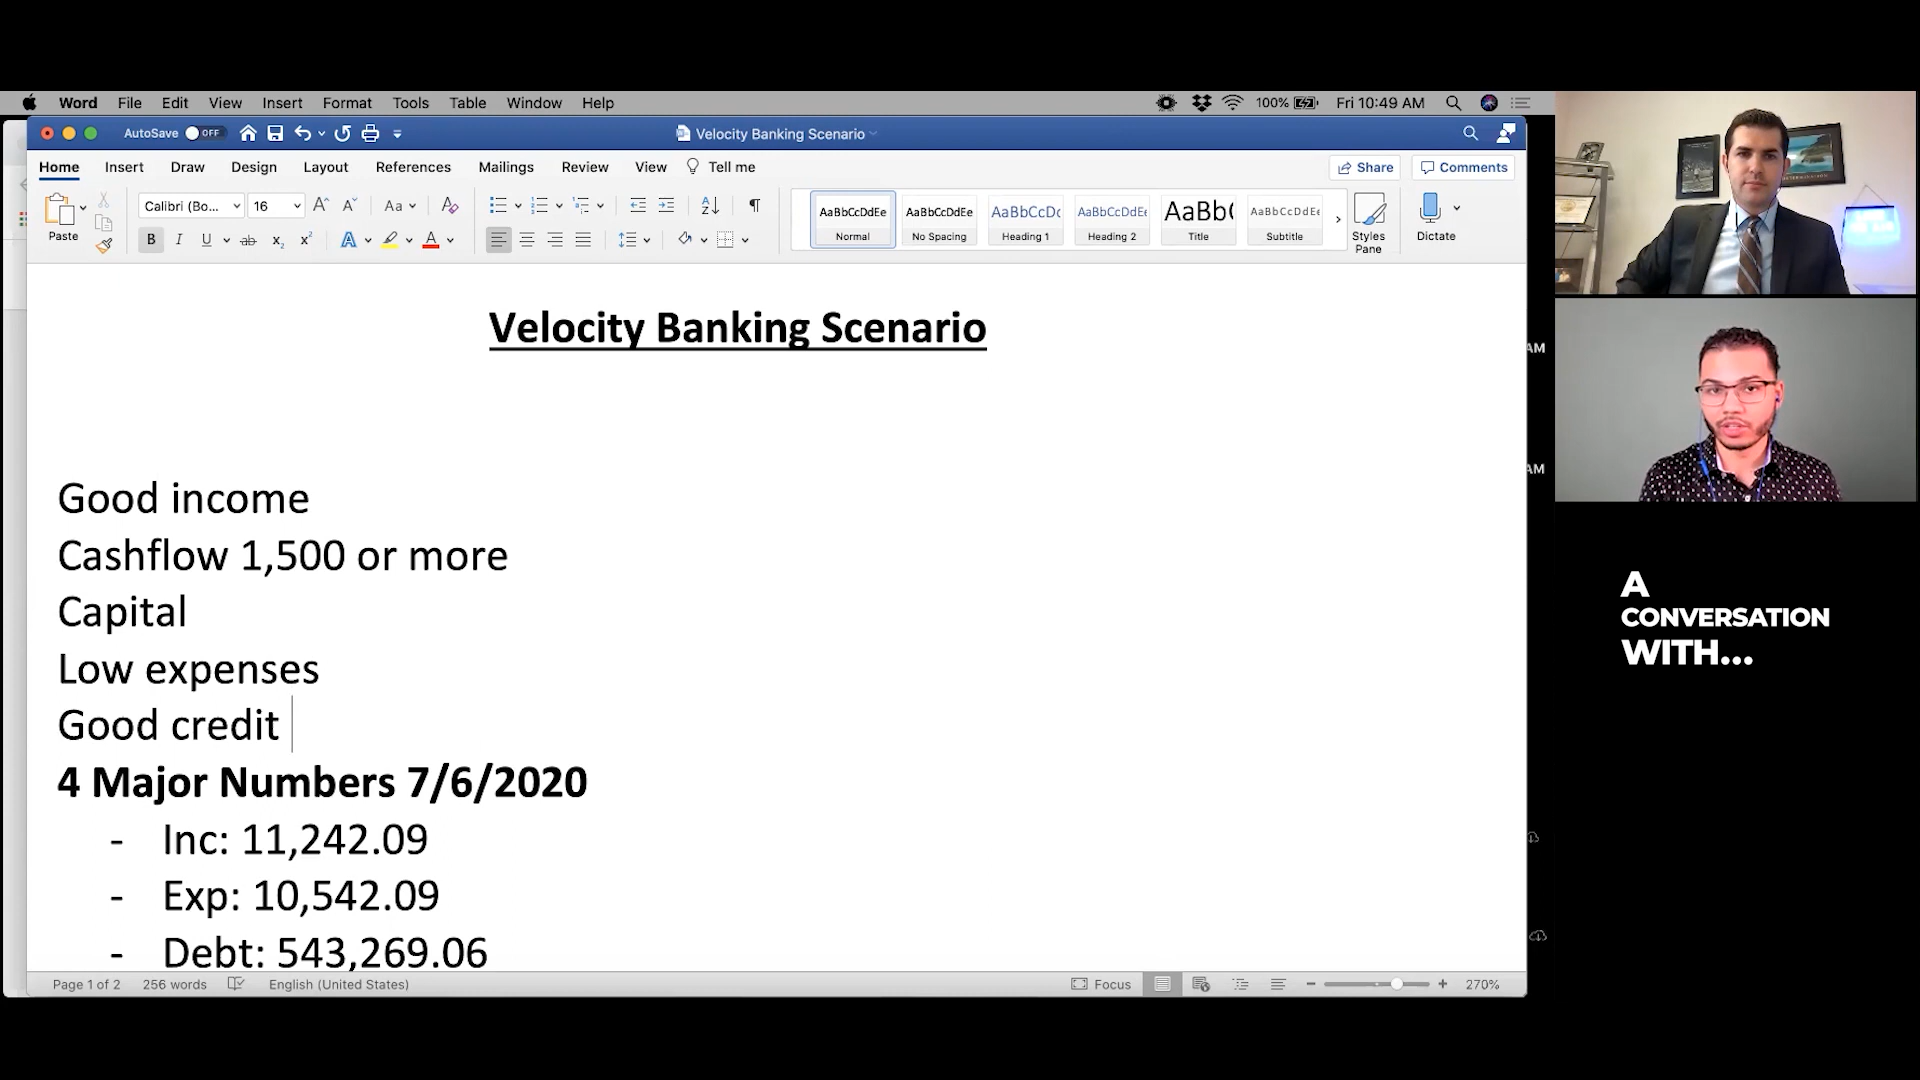 Word File Edit View Insert Format Tools Table Window Help 100% Fri 10:49 AM
AutoSave OFF Velocity Banking Scenario
Home Insert Draw Design Layout References Mailings Review View Tell me Share Comments
Paste Calibri (Bo... 16 Aa
AaBbCcDdEe AaBbCcDdEe AaBbCcDc AaBbCcDdEe AaBb( AaBbCcDdEe
Normal No Spacing Heading 1 Heading 2 Title Subtitle Styles Pane Dictate
Velocity Banking Scenario
AM
AM
Good income
Cashflow 1,500 or more
Capital
Low expenses
Good credit
4 Major Numbers 7/6/2020
- Inc: 11,242.09
- Exp: 10,542.09
- Debt: 543,269.06
Page 1 of 2 256 words English (United States) Focus 270%
A
CONVERSATION
WITH...